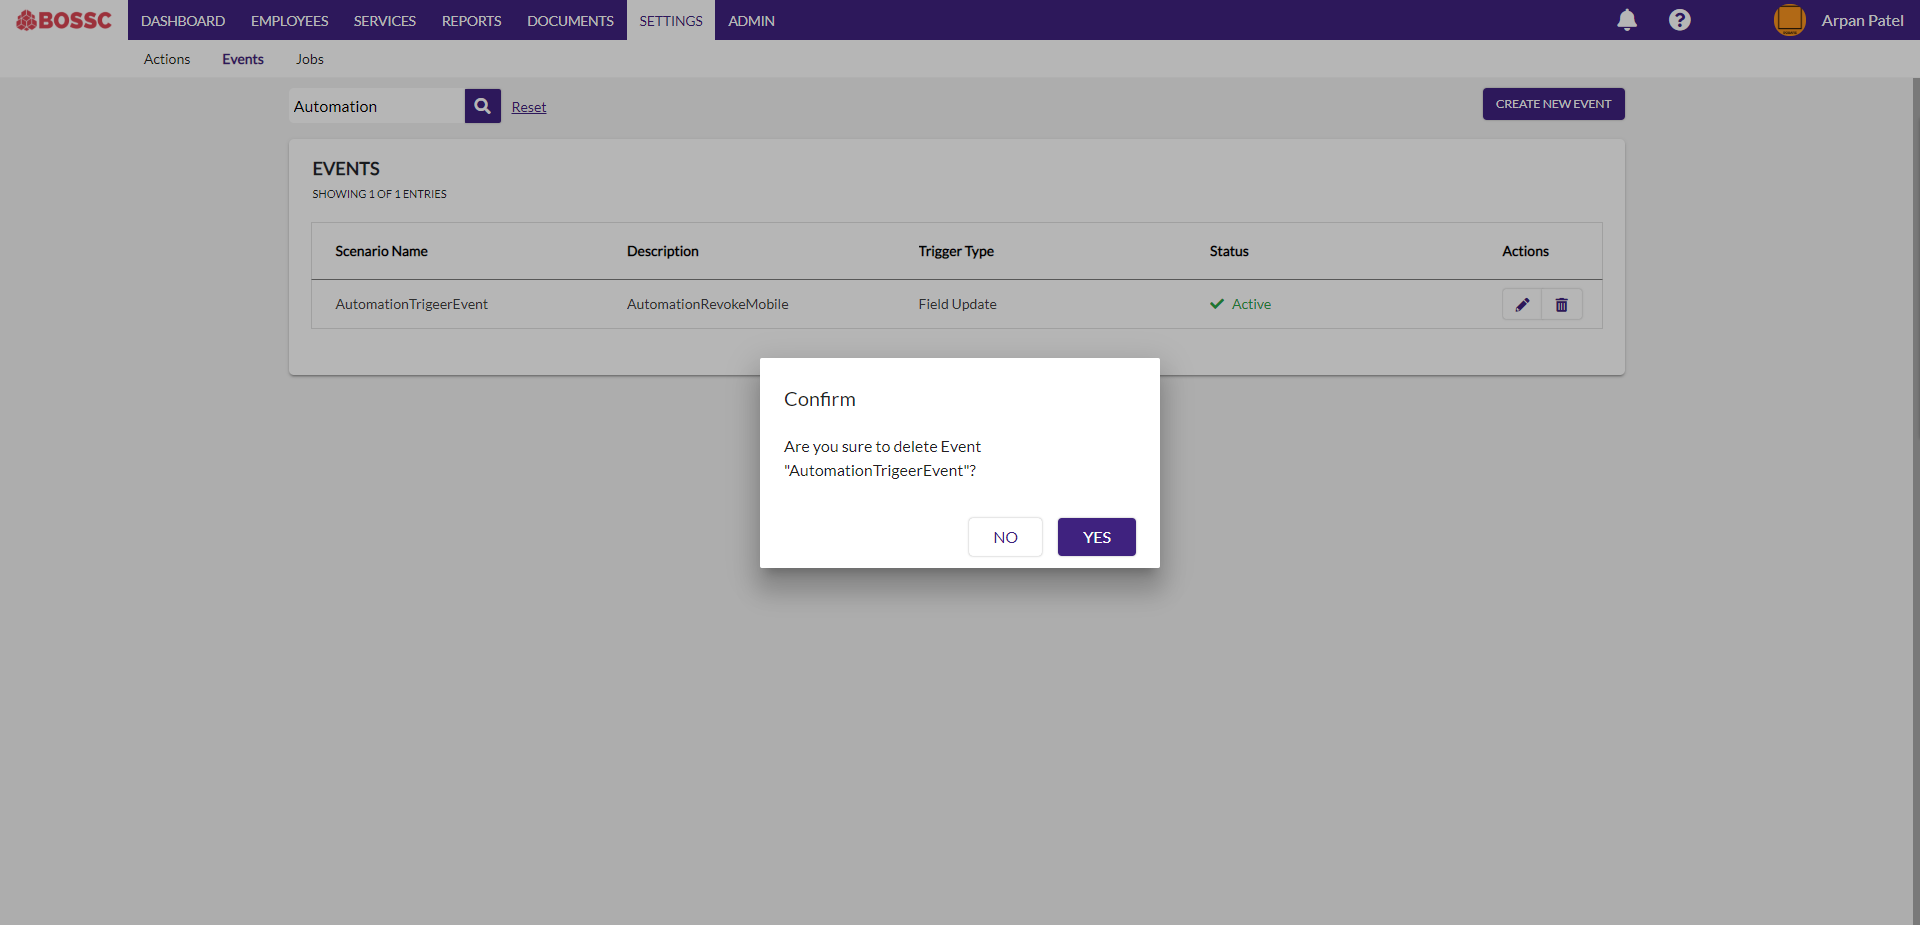 BOSSC DASHBOARD EMPLOYEES SERVICES REPORTS DOCUMENTS SETTINGS ADMIN Arpan Patel
Actions Events Jobs
Automation Reset CREATE NEW EVENT
EVENTS
SHOWING 1 OF 1 ENTRIES
Scenario Name Description Trigger Type Status Actions
AutomationTrigeerEvent AutomationRevokeMobile Field Update Active
Confirm
Are you sure to delete Event
"AutomationTrigeerEvent"?
NO YES